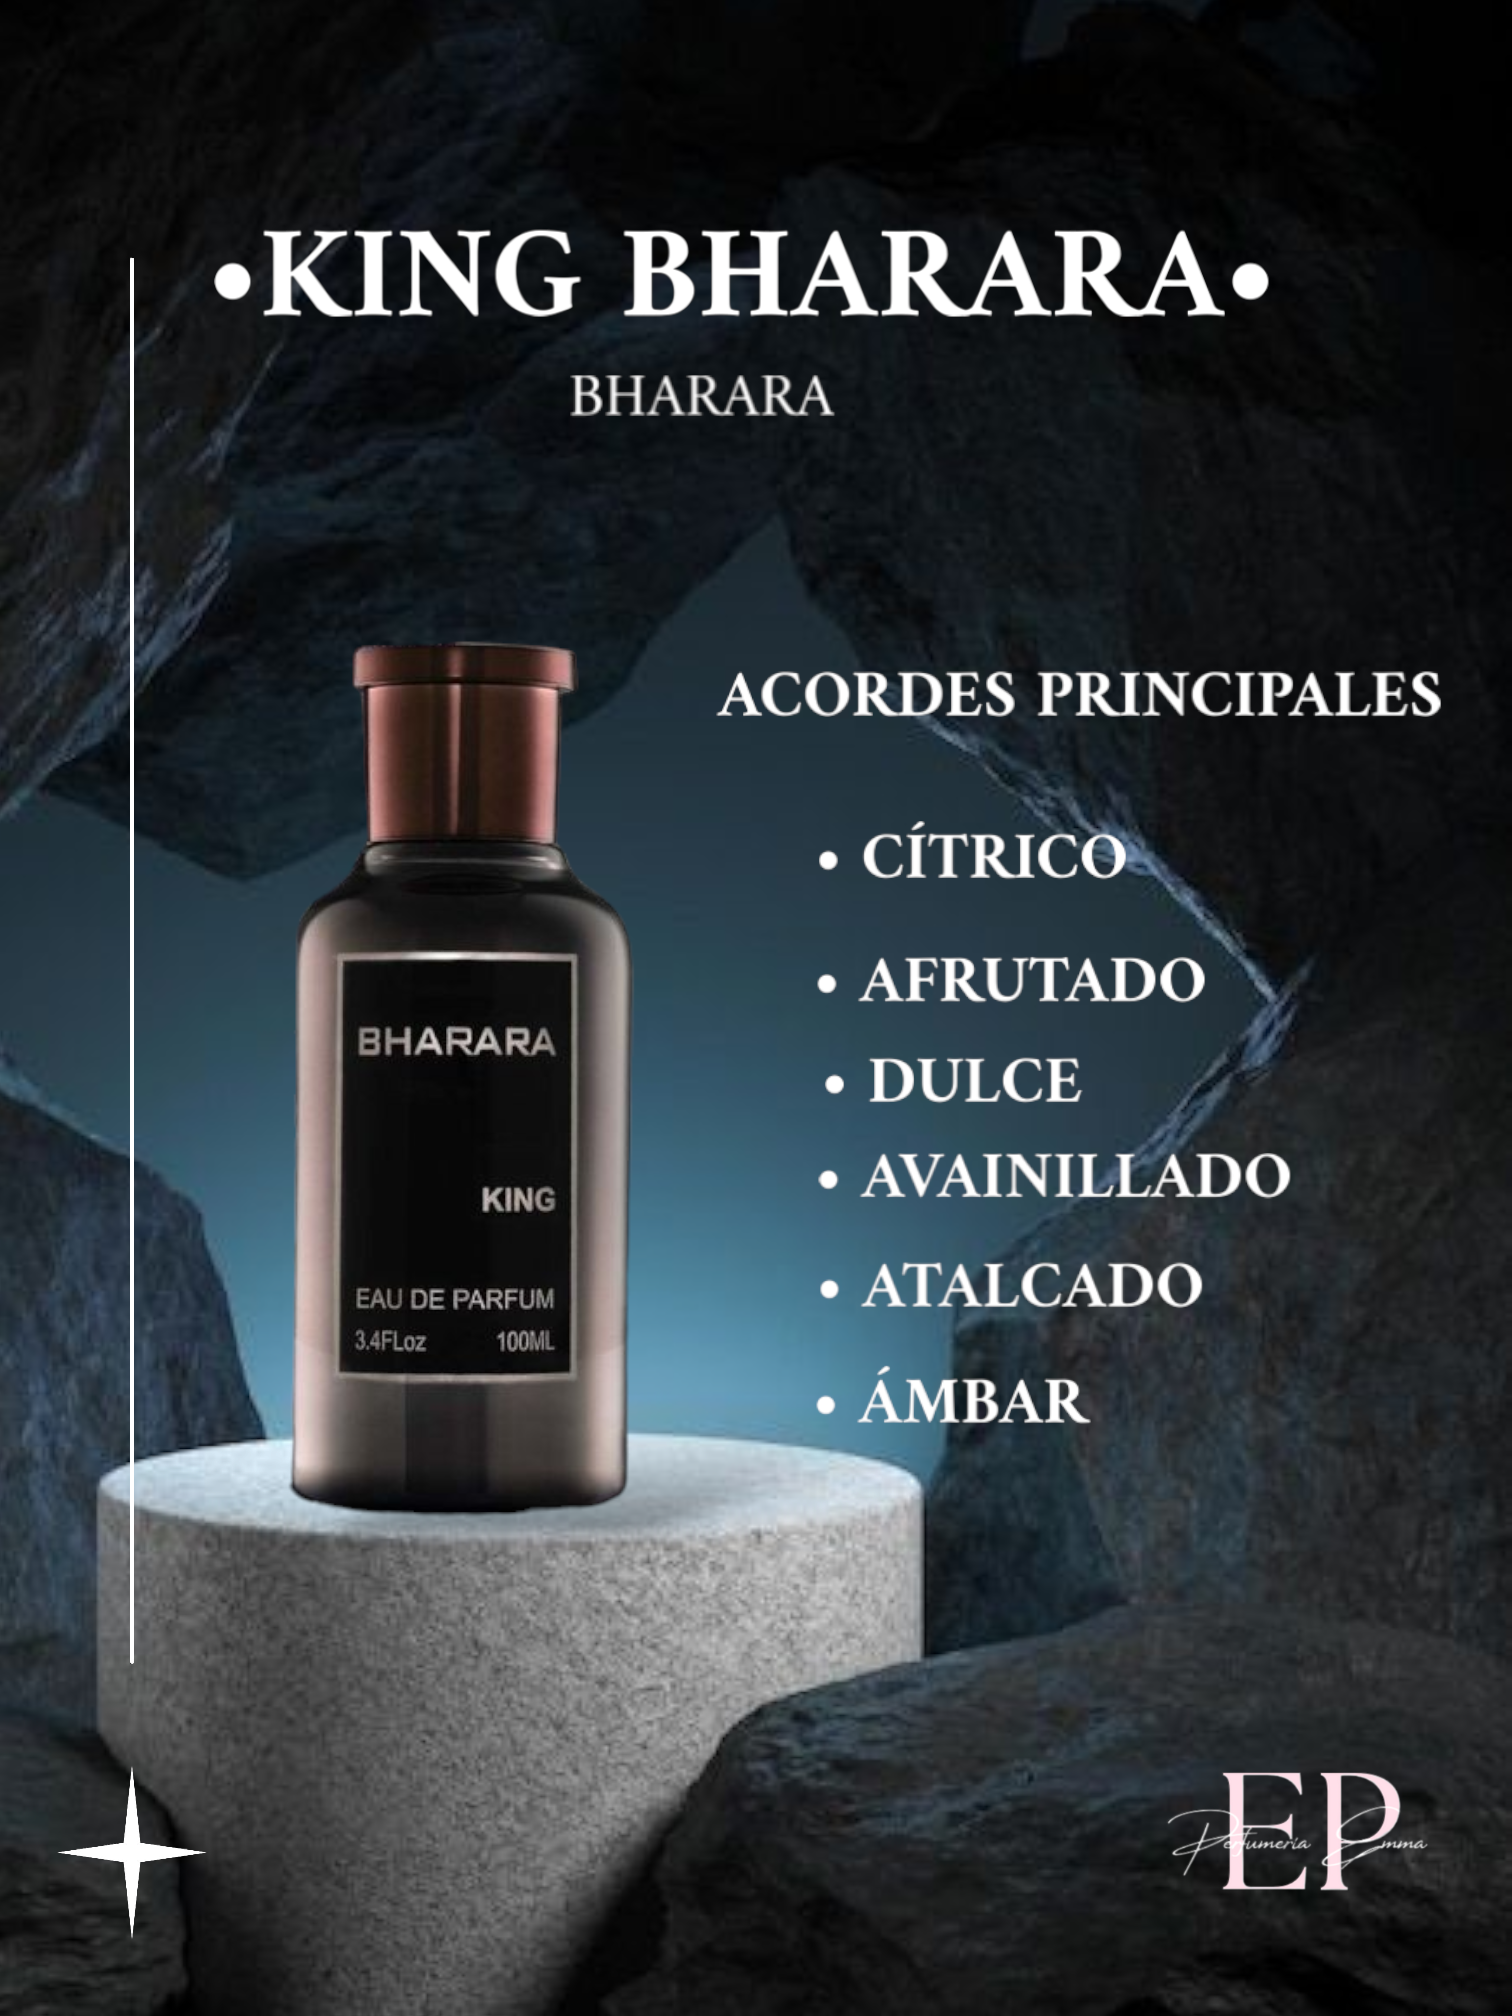 •KING BHARARA•
BHARARA
ACORDES PRINCIPALES
• CÍTRICO
• AFRUTADO
• DULCE
• AVAINILLADO
• ATALCADO
• ÁMBAR
BHARARA
KING
EAU DE PARFUM
3.4FLoz 100ML
EP
Perfumeria Emma